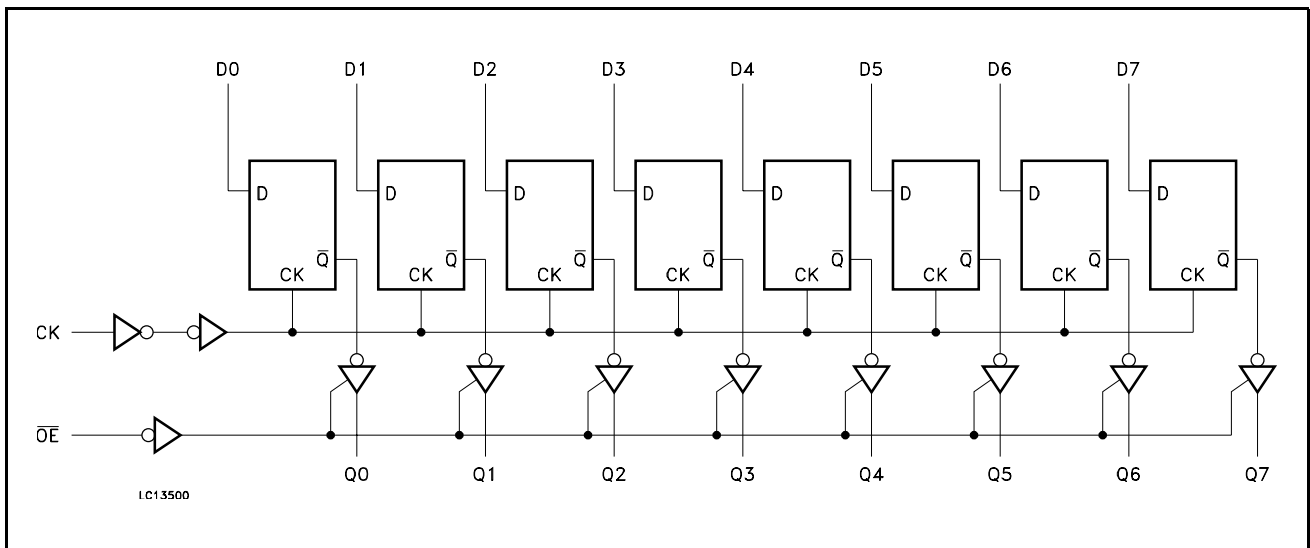 D0 D1 D2 D3 D4 D5 D6 D7
D D D D D D D D
Q̅ Q̅ Q̅ Q̅ Q̅ Q̅ Q̅ Q̅
CK CK CK CK CK CK CK CK
CK
O̅E̅
Q0 Q1 Q2 Q3 Q4 Q5 Q6 Q7
LC13500